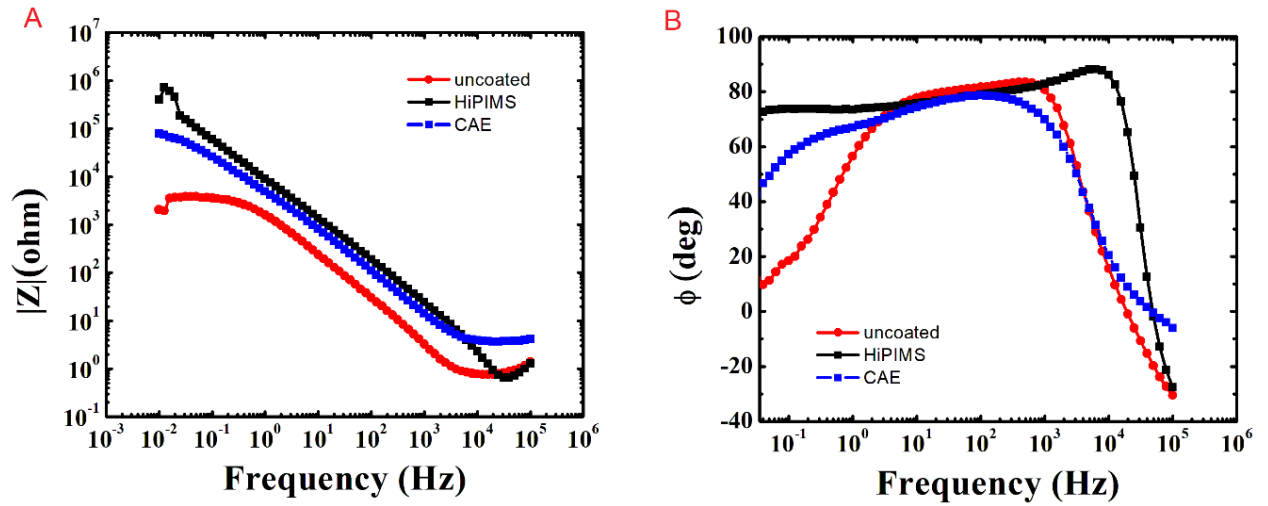 A
|Z|(ohm)
10^7
10^6
10^5
10^4
10^3
10^2
10^1
10^0
10^-1
uncoated
HiPIMS
CAE
10^-3 10^-2 10^-1 10^0 10^1 10^2 10^3 10^4 10^5 10^6
Frequency (Hz)
B
ϕ (deg)
100
80
60
40
20
0
-20
-40
uncoated
HiPIMS
CAE
10^-1 10^0 10^1 10^2 10^3 10^4 10^5 10^6
Frequency (Hz)